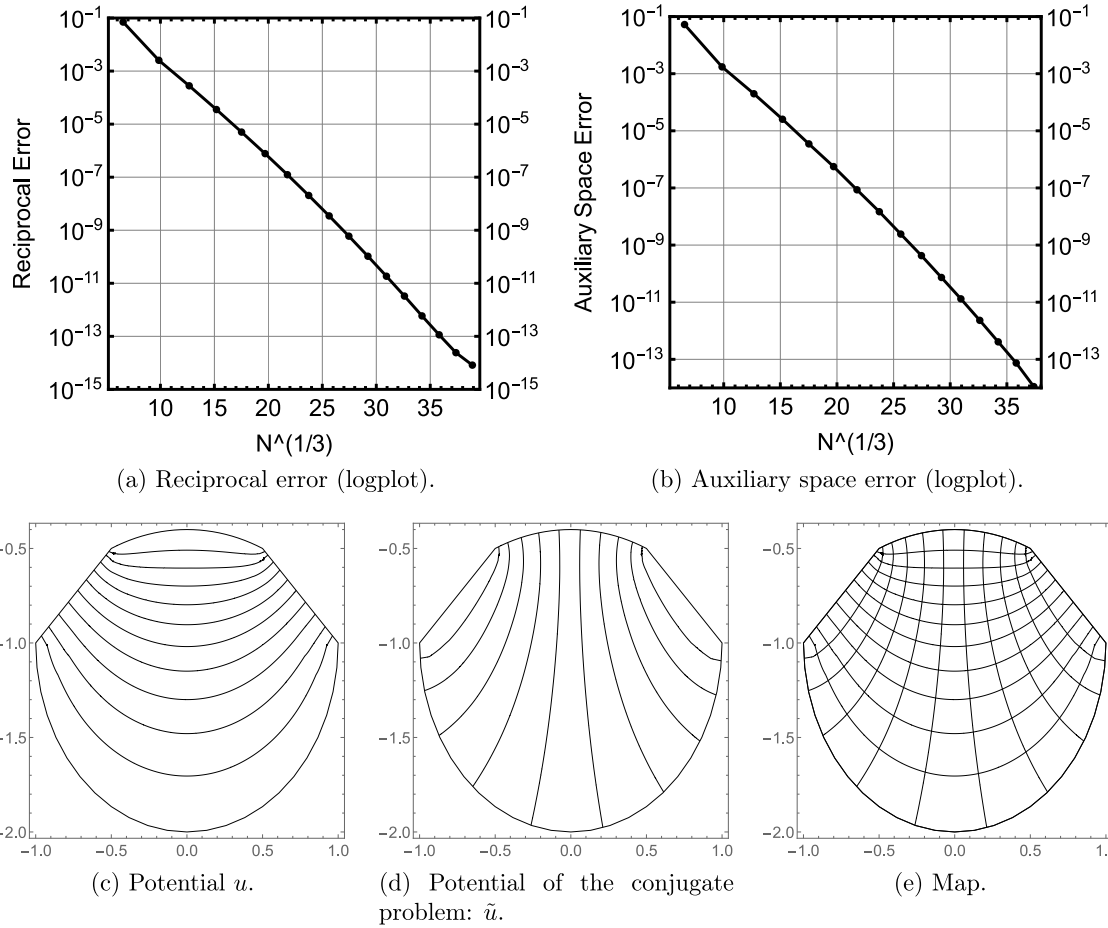 10⁻¹ 10⁻¹ 10⁻¹ 10⁻¹
10⁻³ 10⁻³ 10⁻³ 10⁻³
10⁻⁵ 10⁻⁵ 10⁻⁵ 10⁻⁵
10⁻⁷ 10⁻⁷ 10⁻⁷ 10⁻⁷
10⁻⁹ 10⁻⁹ 10⁻⁹ 10⁻⁹
10⁻¹¹ 10⁻¹¹ 10⁻¹¹ 10⁻¹¹
10⁻¹³ 10⁻¹³ 10⁻¹³ 10⁻¹³
10⁻¹⁵ 10⁻¹⁵
Reciprocal Error
Auxiliary Space Error
10 15 20 25 30 35
10 15 20 25 30 35
N^(1/3)
N^(1/3)
(a) Reciprocal error (logplot).
(b) Auxiliary space error (logplot).
−0.5
−1.0
−1.5
−2.0
−1.0 −0.5 0.0 0.5 1.0
−0.5
−1.0
−1.5
−2.0
−1.0 −0.5 0.0 0.5 1.0
−0.5
−1.0
−1.5
−2.0
−1.0 −0.5 0.0 0.5 1.0
(c) Potential u.
(d) Potential of the conjugate
problem: ũ.
(e) Map.